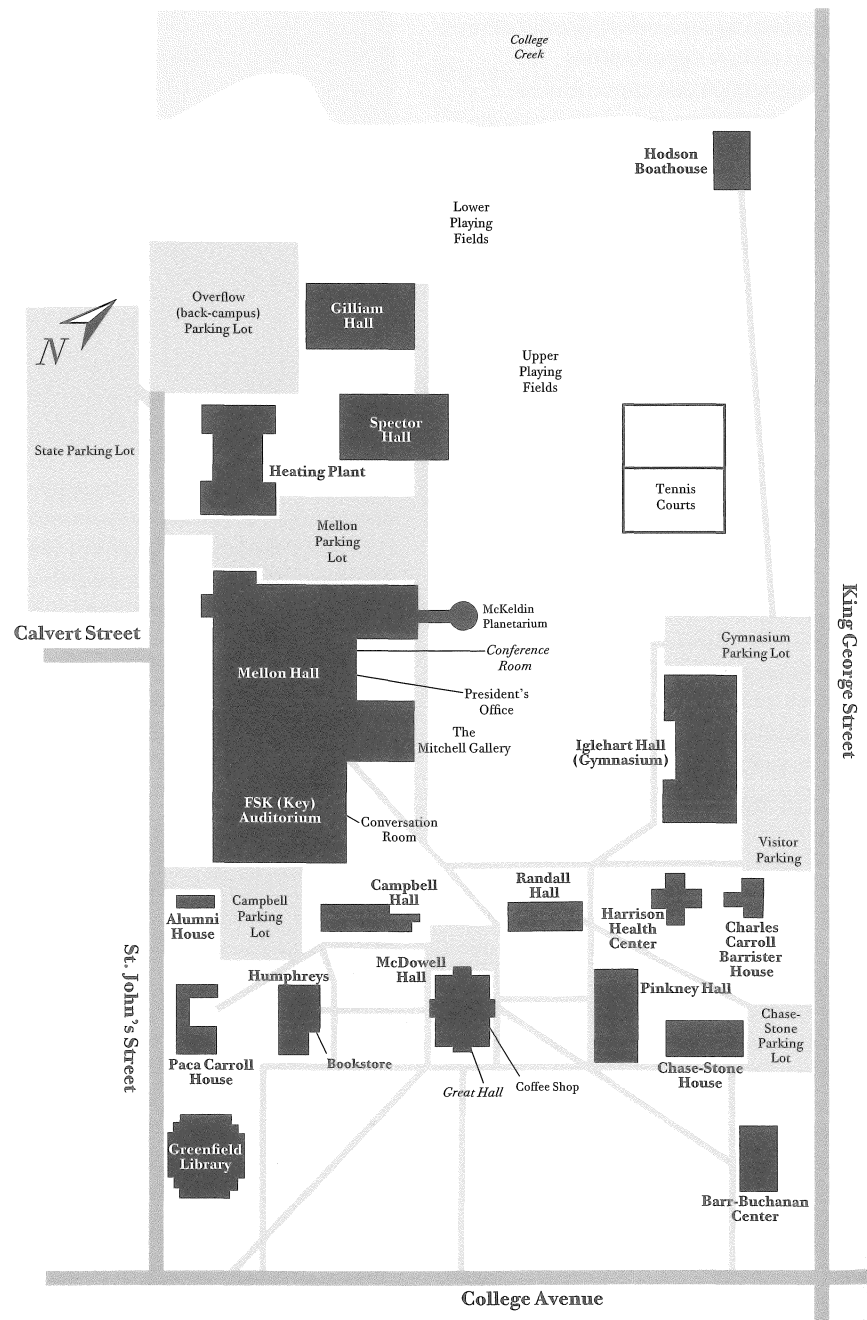 College
Creek
Hodson
Boathouse
Lower
Playing
Fields
Overflow
(back-campus)
Parking Lot
Gilliam
Hall
N
Upper
Playing
Fields
State Parking Lot
Spector
Hall
Heating Plant
Tennis
Courts
Mellon
Parking
Lot
McKeldin
Planetarium
Calvert Street
King George Street
Conference
Room
Gymnasium
Parking Lot
Mellon Hall
President's
Office
The
Mitchell Gallery
Iglehart Hall
(Gymnasium)
FSK (Key)
Auditorium
Conversation
Room
Visitor
Parking
Campbell
Hall
Randall
Hall
Alumni
House
Campbell
Parking
Lot
Harrison
Health
Center
Charles
Carroll
Barrister
House
St. John's Street
McDowell
Hall
Humphreys
Pinkney Hall
Chase-
Stone
Parking
Lot
Paca Carroll
House
Bookstore
Great Hall
Coffee Shop
Chase-Stone
House
Greenfield
Library
Barr-Buchanan
Center
College Avenue